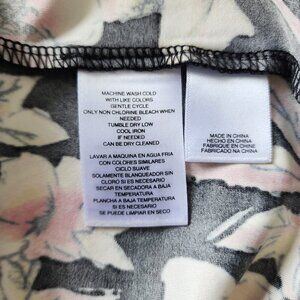 MACHINE WASH COLD
WITH LIKE COLORS
GENTLE CYCLE
ONLY NON CHLORINE BLEACH WHEN
NEEDED
TUMBLE DRY LOW
COOL IRON
IF NEEDED
CAN BE DRY CLEANED
LAVAR A MAQUINA EN AGUA FRIA
CON COLORES SIMILARES
CICLO SUAVE
SOLAMENTE BLANQUEADOR SIN
CLORO SI ES NECESARIO
SECAR EN SECADORA A BAJA
TEMPERATURA
PLANCHA A BAJA TEMPERATURA
SI ES NECESARIO
SE PUEDE LIMPIAR EN SECO
MADE IN CHINA
HECHO EN CHINA
FABRIQUE EN CHINE
FABRICADO NA CHINA